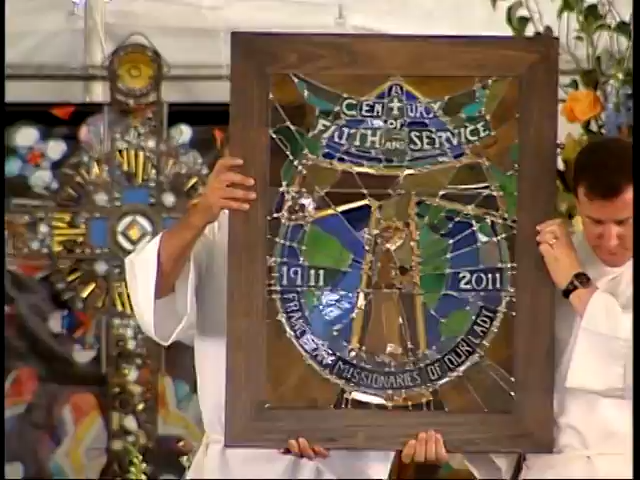 A
CENTURY
OF
FAITH AND SERVICE
1911 2011
FRANCISCAN MISSIONARIES OF OUR LADY